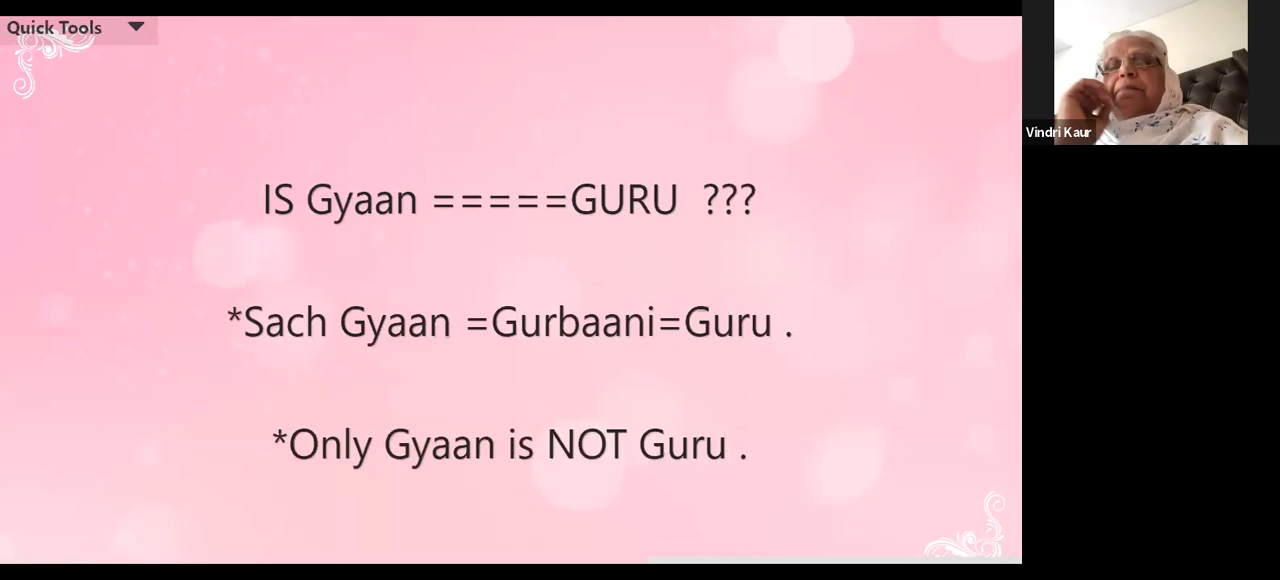 Quick Tools
IS Gyaan =====GURU ???
*Sach Gyaan =Gurbaani=Guru .
*Only Gyaan is NOT Guru .
Vindri Kaur